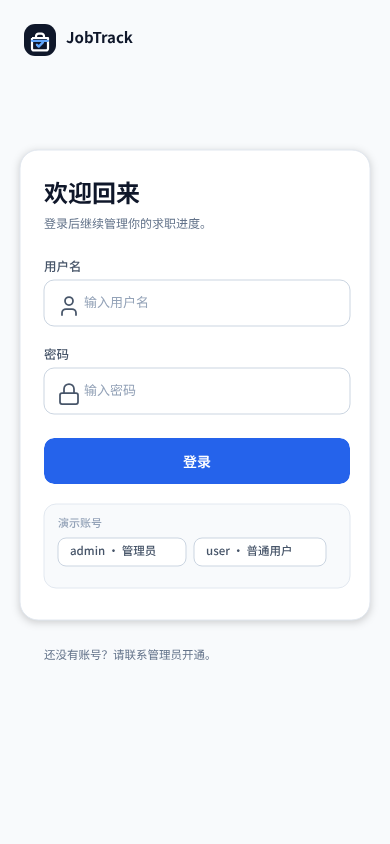 JobTrack
欢迎回来
登录后继续管理你的求职进度。
用户名
输入用户名
密码
输入密码
登录
演示账号
admin · 管理员
user · 普通用户
还没有账号？请联系管理员开通。